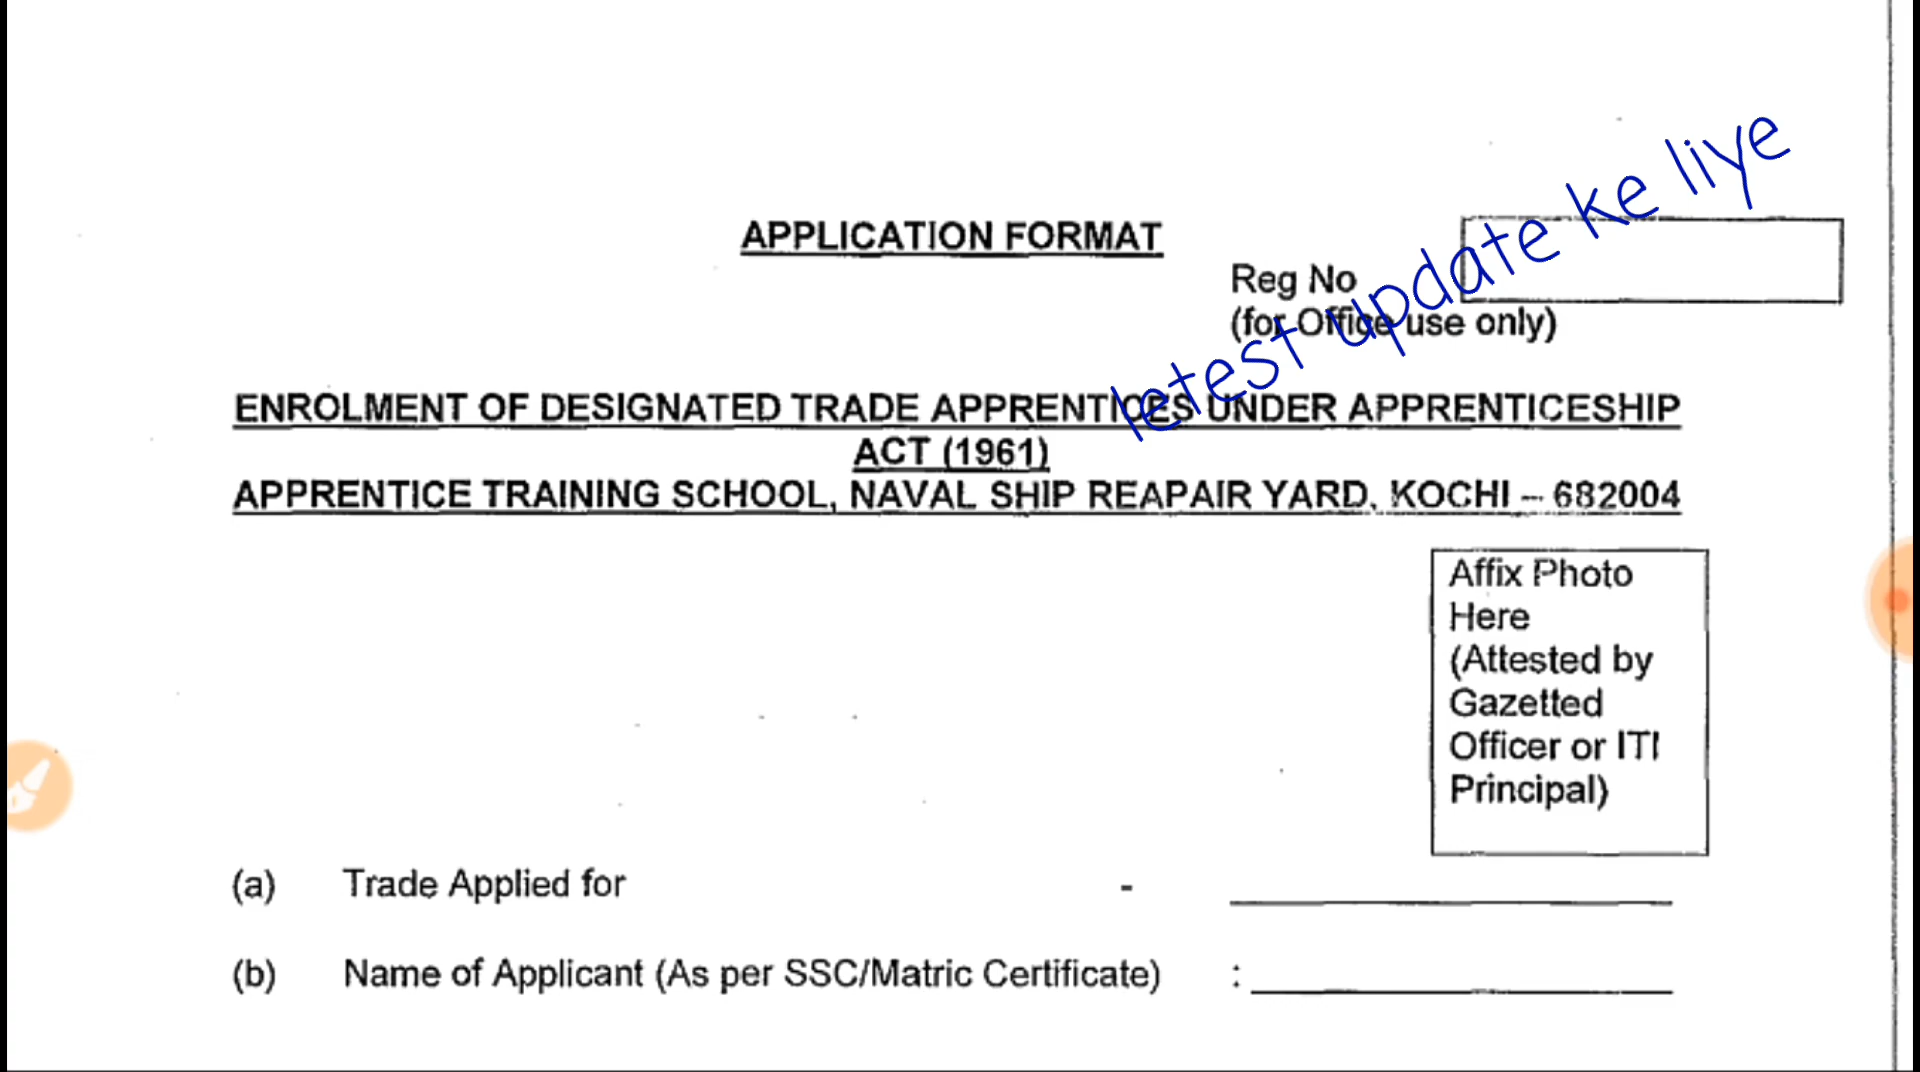 APPLICATION FORMAT
Reg No
(for Office use only)
letest update ke liye
ENROLMENT OF DESIGNATED TRADE APPRENTICES UNDER APPRENTICESHIP
ACT (1961)
APPRENTICE TRAINING SCHOOL, NAVAL SHIP REAPAIR YARD, KOCHI – 682004
Affix Photo
Here
(Attested by
Gazetted
Officer or ITI
Principal)
(a) Trade Applied for -
(b) Name of Applicant (As per SSC/Matric Certificate) :